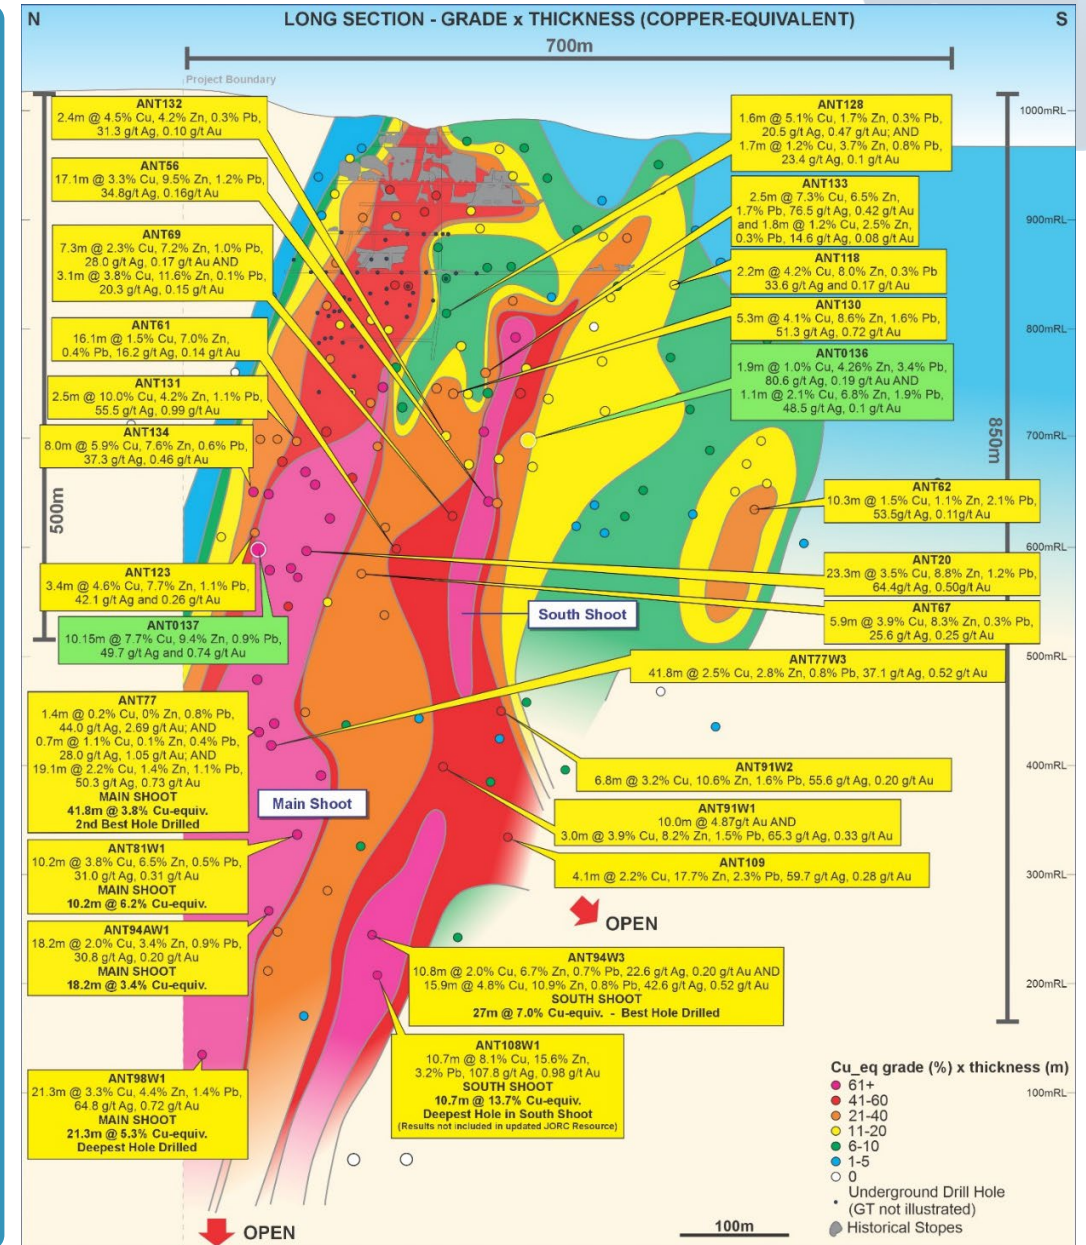 N
LONG SECTION - GRADE x THICKNESS (COPPER-EQUIVALENT)
S
700m
Project Boundary
ANT132
2.4m @ 4.5% Cu, 4.2% Zn, 0.3% Pb,
31.3 g/t Ag, 0.10 g/t Au
ANT56
17.1m @ 3.3% Cu, 9.5% Zn, 1.2% Pb,
34.8g/t Ag, 0.16g/t Au
ANT69
7.3m @ 2.3% Cu, 7.2% Zn, 1.0% Pb,
28.0 g/t Ag, 0.17 g/t Au AND
3.1m @ 3.8% Cu, 11.6% Zn, 0.1% Pb,
20.3 g/t Ag, 0.15 g/t Au
ANT61
16.1m @ 1.5% Cu, 7.0% Zn,
0.4% Pb, 16.2 g/t Ag, 0.14 g/t Au
ANT131
2.5m @ 10.0% Cu, 4.2% Zn, 1.1% Pb,
55.5 g/t Ag, 0.99 g/t Au
ANT134
8.0m @ 5.9% Cu, 7.6% Zn, 0.6% Pb,
37.3 g/t Ag, 0.46 g/t Au
500m
ANT123
3.4m @ 4.6% Cu, 7.7% Zn, 1.1% Pb,
42.1 g/t Ag and 0.26 g/t Au
ANT0137
10.15m @ 7.7% Cu, 9.4% Zn, 0.9% Pb,
49.7 g/t Ag and 0.74 g/t Au
ANT77
1.4m @ 0.2% Cu, 0% Zn, 0.8% Pb,
44.0 g/t Ag, 2.69 g/t Au; AND
0.7m @ 1.1% Cu, 0.1% Zn, 0.4% Pb,
28.0 g/t Ag, 1.05 g/t Au; AND
19.1m @ 2.2% Cu, 1.4% Zn, 1.1% Pb,
50.3 g/t Ag, 0.73 g/t Au
MAIN SHOOT
41.8m @ 3.8% Cu-equiv.
2nd Best Hole Drilled
ANT81W1
10.2m @ 3.8% Cu, 6.5% Zn, 0.5% Pb,
31.0 g/t Ag, 0.31 g/t Au
MAIN SHOOT
10.2m @ 6.2% Cu-equiv.
ANT94AW1
18.2m @ 2.0% Cu, 3.4% Zn, 0.9% Pb,
30.8 g/t Ag, 0.20 g/t Au
MAIN SHOOT
18.2m @ 3.4% Cu-equiv.
ANT98W1
21.3m @ 3.3% Cu, 4.4% Zn, 1.4% Pb,
64.8 g/t Ag, 0.72 g/t Au
MAIN SHOOT
21.3m @ 5.3% Cu-equiv.
Deepest Hole Drilled
OPEN
Main Shoot
South Shoot
ANT128
1.6m @ 5.1% Cu, 1.7% Zn, 0.3% Pb,
20.5 g/t Ag, 0.47 g/t Au; AND
1.7m @ 1.2% Cu, 3.7% Zn, 0.8% Pb,
23.4 g/t Ag, 0.1 g/t Au
ANT133
2.5m @ 7.3% Cu, 6.5% Zn,
1.7% Pb, 76.5 g/t Ag, 0.42 g/t Au
and 1.8m @ 1.2% Cu, 2.5% Zn,
0.3% Pb, 14.6 g/t Ag, 0.08 g/t Au
ANT118
2.2m @ 4.2% Cu, 8.0% Zn, 0.3% Pb
33.6 g/t Ag and 0.17 g/t Au
ANT130
5.3m @ 4.1% Cu, 8.6% Zn, 1.6% Pb,
51.3 g/t Ag, 0.72 g/t Au
ANT0136
1.9m @ 1.0% Cu, 4.26% Zn, 3.4% Pb,
80.6 g/t Ag, 0.19 g/t Au AND
1.1m @ 2.1% Cu, 6.8% Zn, 1.9% Pb,
48.5 g/t Ag, 0.1 g/t Au
ANT62
10.3m @ 1.5% Cu, 1.1% Zn, 2.1% Pb,
53.5g/t Ag, 0.11g/t Au
ANT20
23.3m @ 3.5% Cu, 8.8% Zn, 1.2% Pb,
64.4g/t Ag, 0.50g/t Au
ANT67
5.9m @ 3.9% Cu, 8.3% Zn, 0.3% Pb,
25.6 g/t Ag, 0.25 g/t Au
ANT77W3
41.8m @ 2.5% Cu, 2.8% Zn, 0.8% Pb, 37.1 g/t Ag, 0.52 g/t Au
ANT91W2
6.8m @ 3.2% Cu, 10.6% Zn, 1.6% Pb, 55.6 g/t Ag, 0.20 g/t Au
ANT91W1
10.0m @ 4.87g/t Au AND
3.0m @ 3.9% Cu, 8.2% Zn, 1.5% Pb, 65.3 g/t Ag, 0.33 g/t Au
ANT109
4.1m @ 2.2% Cu, 17.7% Zn, 2.3% Pb, 59.7 g/t Ag, 0.28 g/t Au
OPEN
ANT94W3
10.8m @ 2.0% Cu, 6.7% Zn, 0.7% Pb, 22.6 g/t Ag, 0.20 g/t Au AND
15.9m @ 4.8% Cu, 10.9% Zn, 0.8% Pb, 42.6 g/t Ag, 0.52 g/t Au
SOUTH SHOOT
27m @ 7.0% Cu-equiv. - Best Hole Drilled
ANT108W1
10.7m @ 8.1% Cu, 15.6% Zn,
3.2% Pb, 107.8 g/t Ag, 0.98 g/t Au
SOUTH SHOOT
10.7m @ 13.7% Cu-equiv.
Deepest Hole in South Shoot
(Results not included in updated JORC Resource)
1000mRL
900mRL
800mRL
700mRL
600mRL
500mRL
400mRL
300mRL
200mRL
100mRL
850m
Cu_eq grade (%) x thickness (m)
61+
41-60
21-40
11-20
6-10
1-5
0
Underground Drill Hole
(GT not illustrated)
Historical Stopes
100m